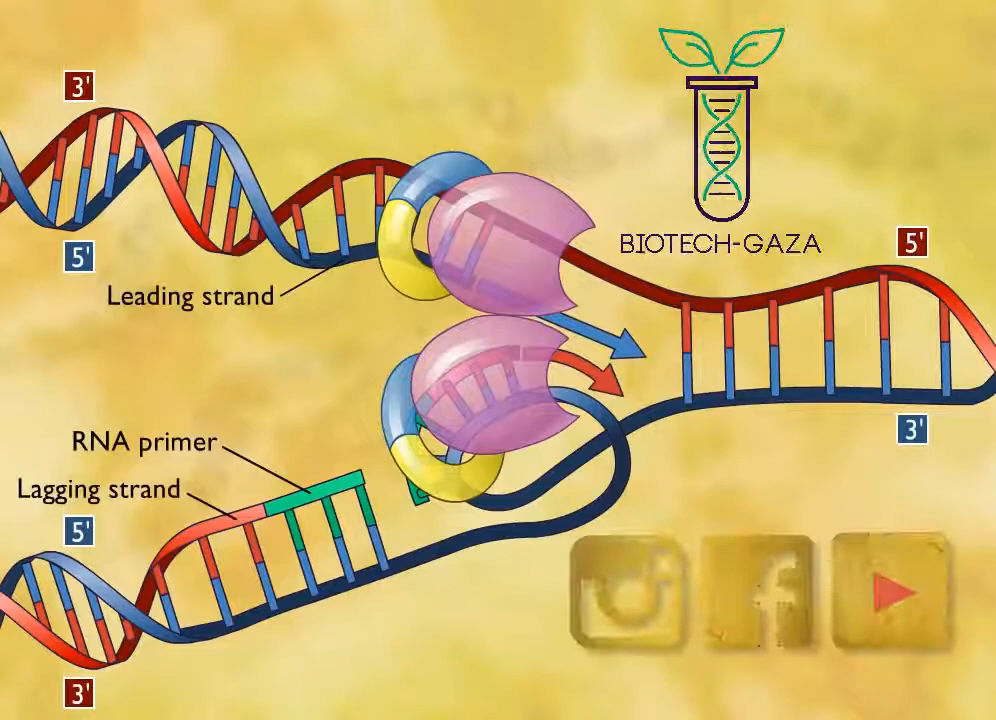 3'
5'
Leading strand
BIOTECH-GAZA
5'
3'
RNA primer
Lagging strand
5'
3'